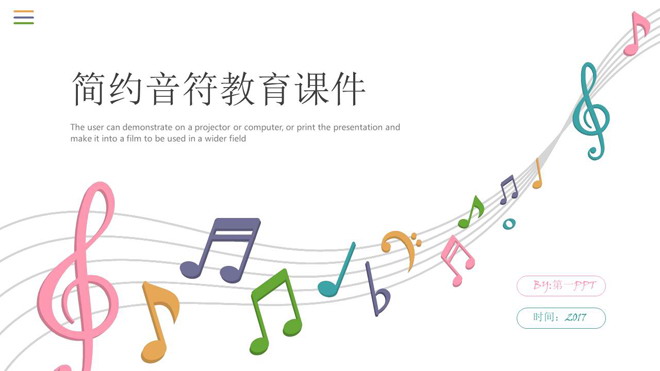 简约音符教育课件
The user can demonstrate on a projector or computer, or print the presentation and
make it into a film to be used in a wider field
By:第一PPT
时间：2017